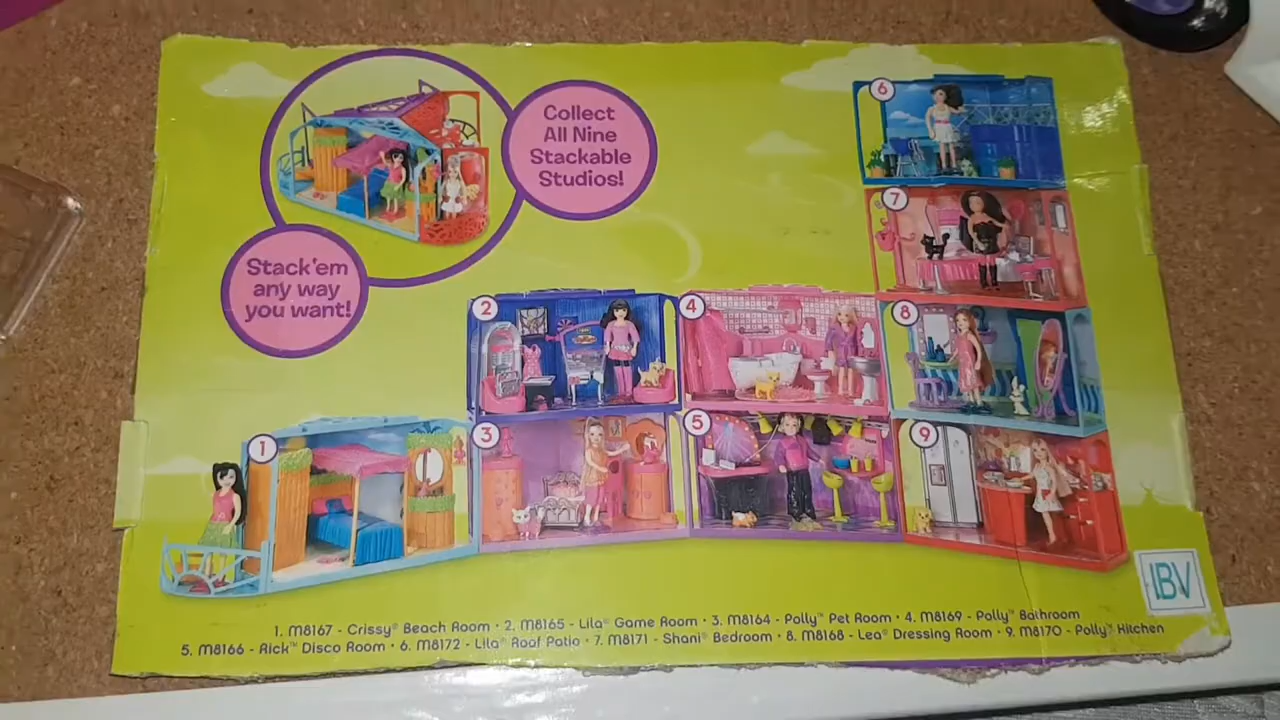 Collect
All Nine
Stackable
Studios!
Stack'em
any way
you want!
6
7
2
4
8
1
3
5
9
IBV
1. M8167 - Crissy® Beach Room • 2. M8165 - Lila® Game Room • 3. M8164 - Polly™ Pet Room • 4. M8169 - Polly™ Bathroom
5. M8166 - Rick™ Disco Room • 6. M8172 - Lila® Roof Patio • 7. M8171 - Shani® Bedroom • 8. M8168 - Lea® Dressing Room • 9. M8170 - Polly™ Kitchen